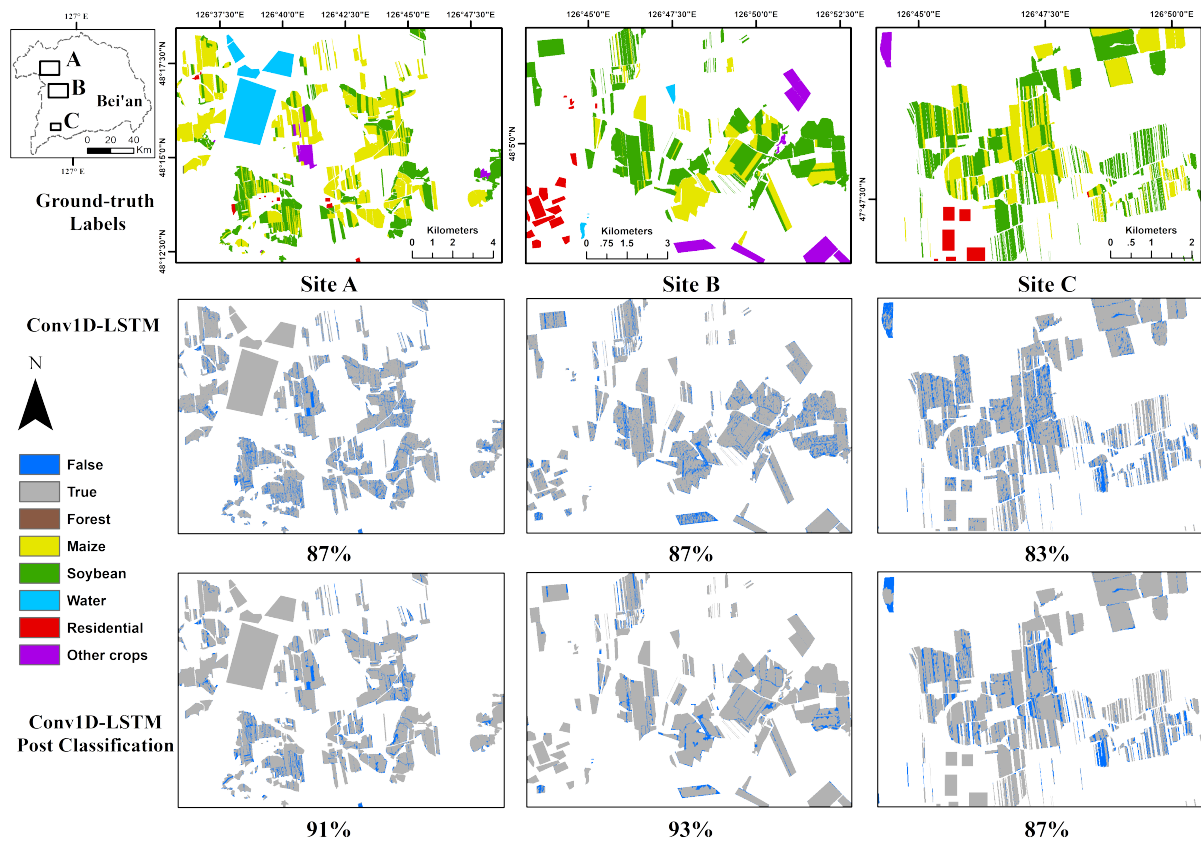 127° E
A
B
Bei'an
C
0 20 40
Km
127° E
Ground-truth
Labels
126°37'30"E 126°40'0"E 126°42'30"E 126°45'0"E
48°17'30"N
48°15'0"N
48°12'30"N
Kilometers
0 1 2 4
Site A
126°45'0"E 126°47'30"E 126°50'0"E 126°52'30"E
48°5'0"N
Kilometers
0 .75 1.5 3
Site B
126°45'0"E 126°47'30"E 126°50'0"E
47°47'30"N
Kilometers
0 .5 1 2
Site C
Conv1D-LSTM
N
87%
87%
83%
False
True
Forest
Maize
Soybean
Water
Residential
Other crops
Conv1D-LSTM
Post Classification
91%
93%
87%